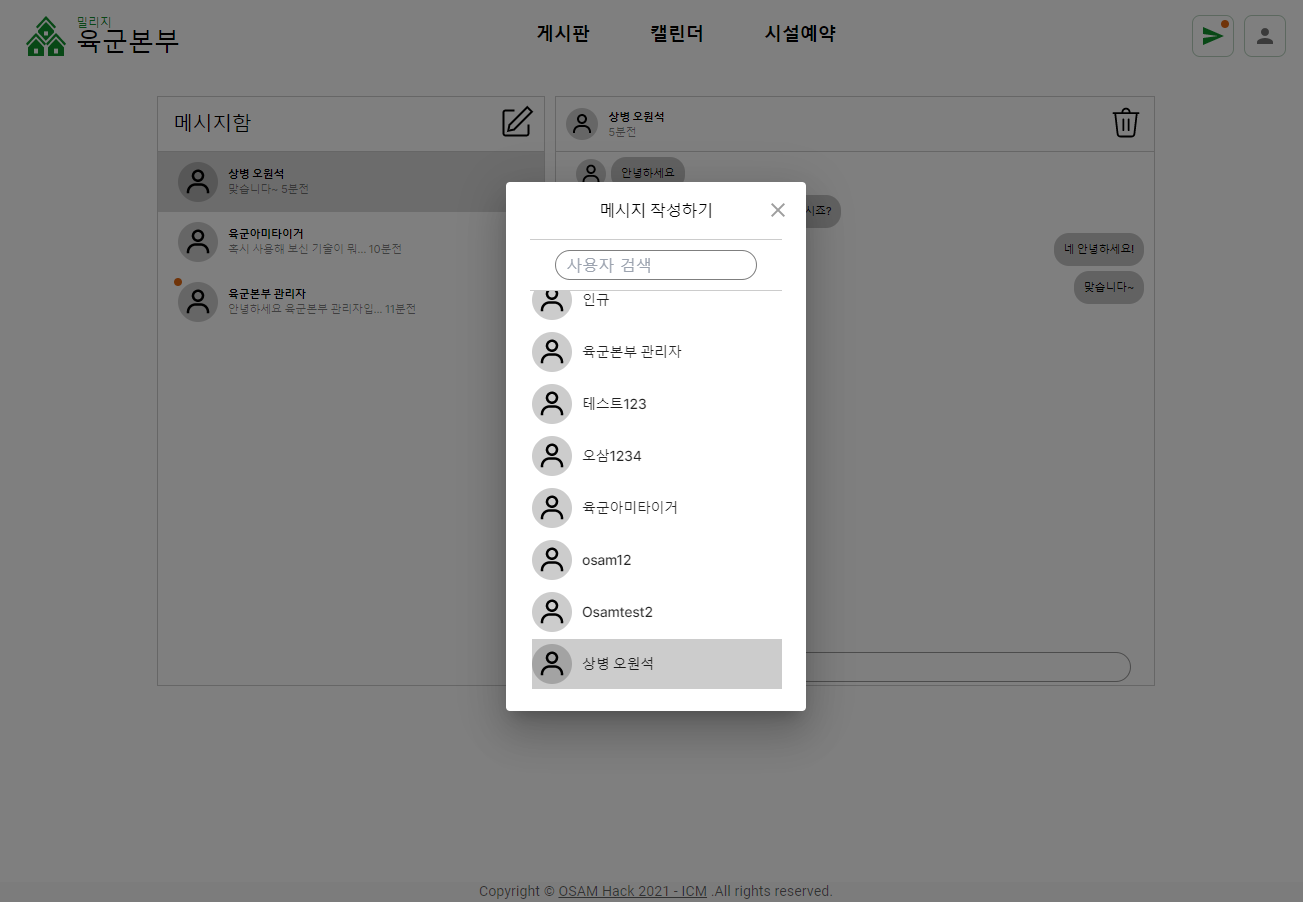 밀리지
육군본부
게시판
캘린더
시설예약
메시지함
상병 오원석
맞습니다~ 5분전
육군아미타이거
혹시 사용해 보신 기술이 뭐... 10분전
육군본부 관리자
안녕하세요 육군본부 관리자입... 11분전
상병 오원석
5분전
안녕하세요
시즈?
네 안녕하세요!
맞습니다~
메시지 작성하기
사용자 검색
인규
육군본부 관리자
테스트123
오삼1234
육군아미타이거
osam12
Osamtest2
상병 오원석
Copyright © OSAM Hack 2021 - ICM .All rights reserved.